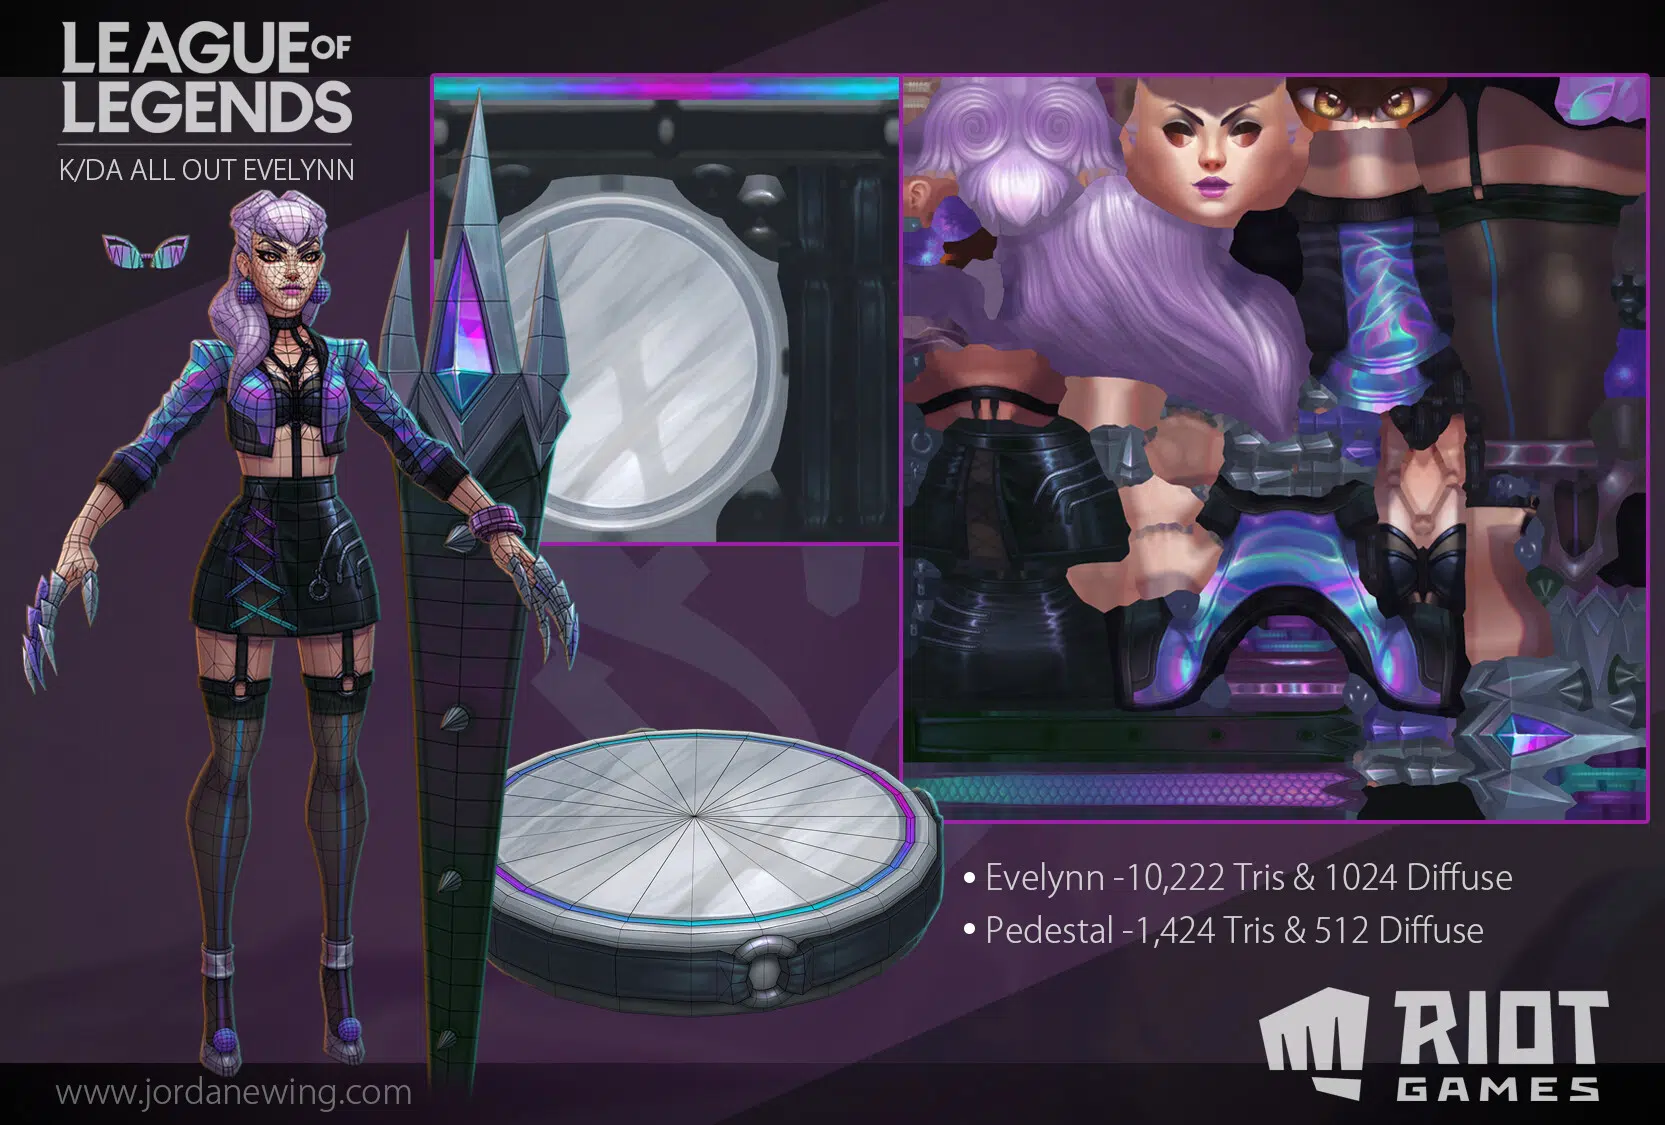 LEAGUE OF
LEGENDS
K/DA ALL OUT EVELYNN
• Evelynn -10,222 Tris & 1024 Diffuse
• Pedestal -1,424 Tris & 512 Diffuse
RIOT
GAMES
www.jordanewing.com